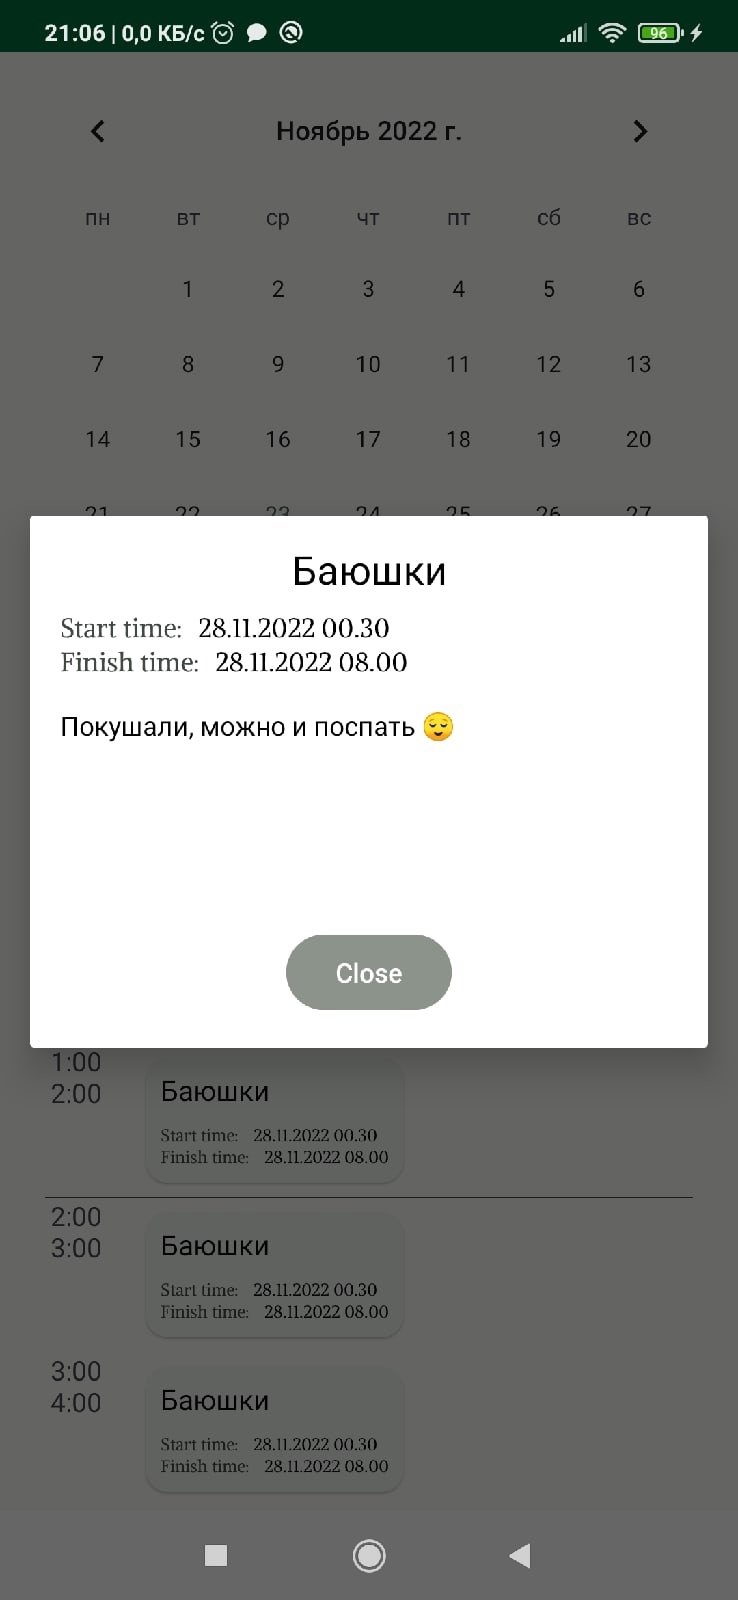 21:06 | 0,0 КБ/с 96
Ноябрь 2022 г.
пн вт ср чт пт сб вс
1 2 3 4 5 6
7 8 9 10 11 12 13
14 15 16 17 18 19 20
21 22 23 24 25 26 27
Баюшки
Start time: 28.11.2022 00.30
Finish time: 28.11.2022 08.00
Покушали, можно и поспать 😌
Close
1:00
2:00
Баюшки
Start time: 28.11.2022 00.30
Finish time: 28.11.2022 08.00
2:00
3:00
Баюшки
Start time: 28.11.2022 00.30
Finish time: 28.11.2022 08.00
3:00
4:00
Баюшки
Start time: 28.11.2022 00.30
Finish time: 28.11.2022 08.00